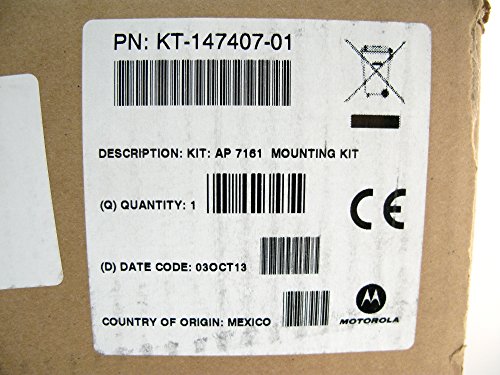 PN: KT-147407-01
DESCRIPTION: KIT: AP 7161 MOUNTING KIT
(Q) QUANTITY: 1
CE
(D) DATE CODE: 03OCT13
COUNTRY OF ORIGIN: MEXICO
MOTOROLA